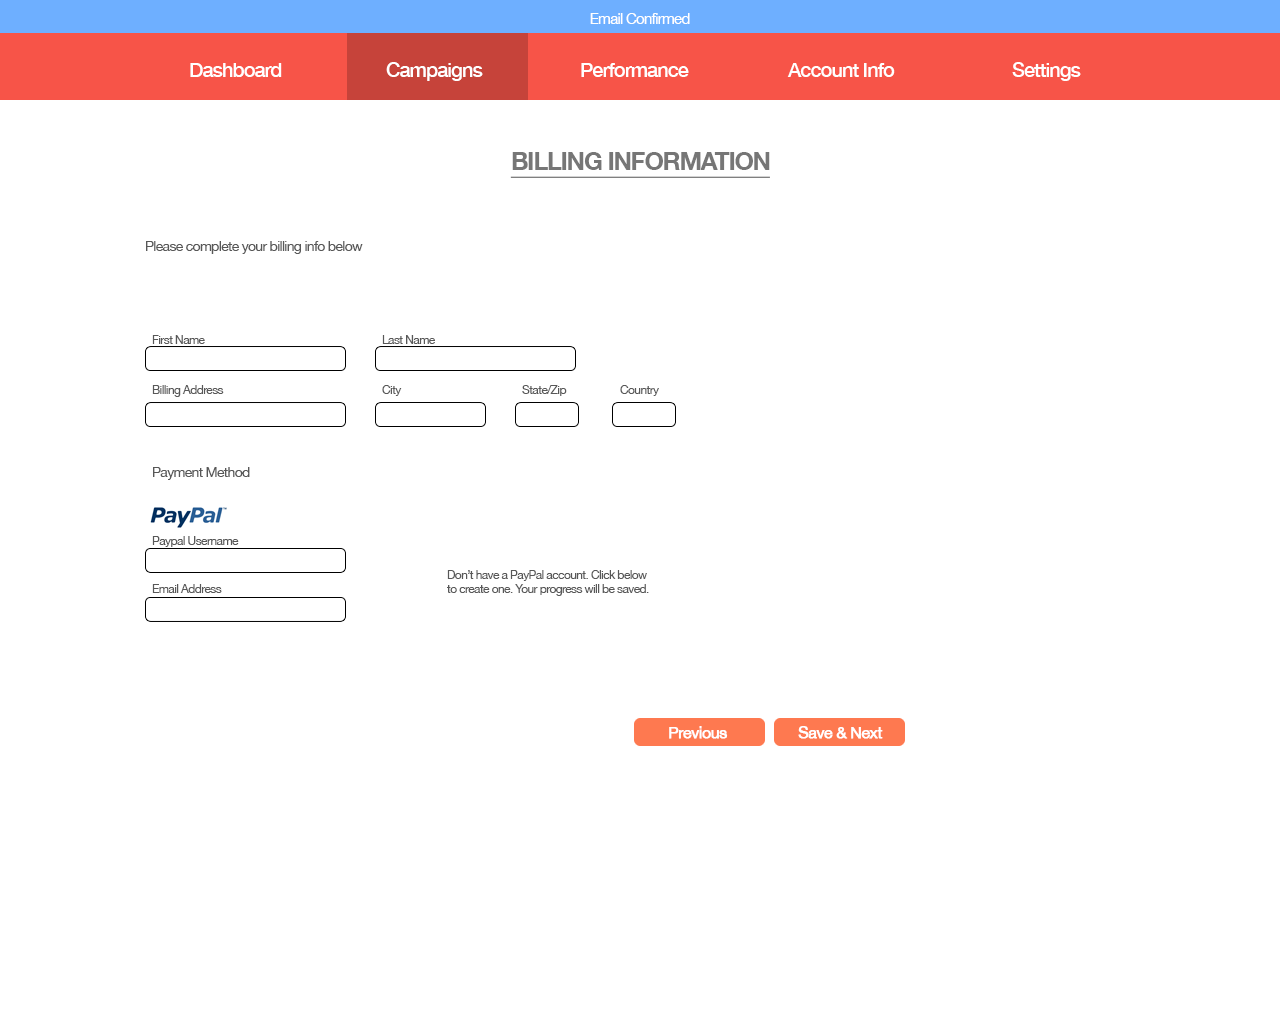 Email Confirmed
Dashboard Campaigns Performance Account Info Settings
BILLING INFORMATION
Please complete your billing info below
First Name Last Name
Billing Address City State/Zip Country
Payment Method
PayPal™
Paypal Username
Don't have a PayPal account. Click below
to create one. Your progress will be saved.
Email Address
Previous Save & Next